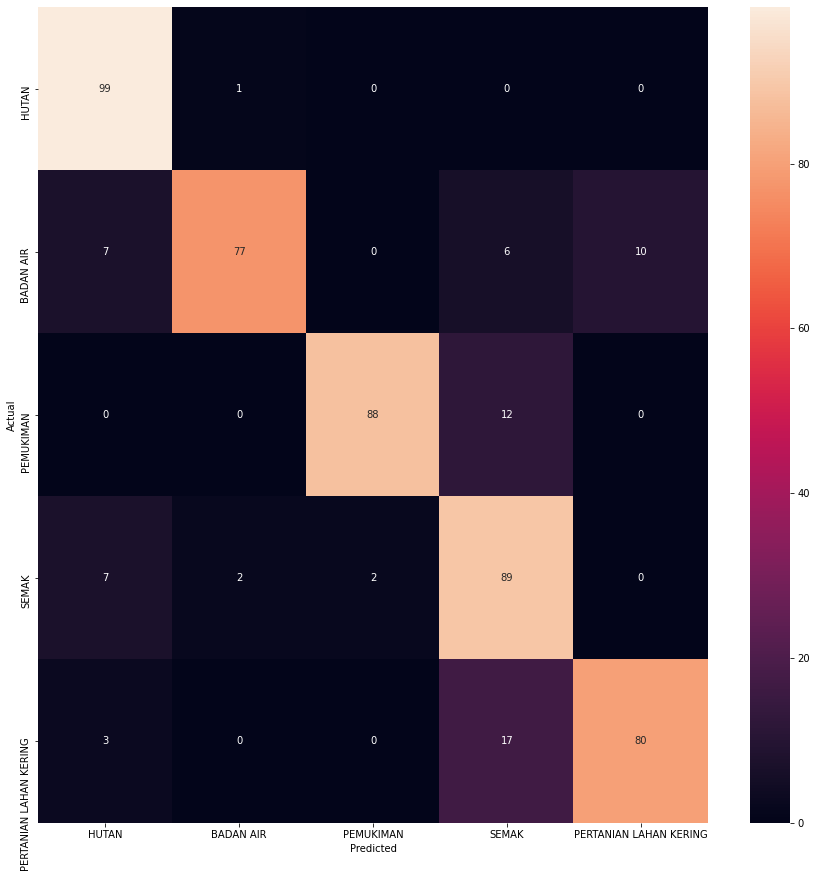 HUTAN
99 1 0 0 0
BADAN AIR
7 77 0 6 10
PEMUKIMAN
0 0 88 12 0
SEMAK
7 2 2 89 0
PERTANIAN LAHAN KERING
3 0 0 17 80
Actual
HUTAN BADAN AIR PEMUKIMAN SEMAK PERTANIAN LAHAN KERING
Predicted
80
60
40
20
0